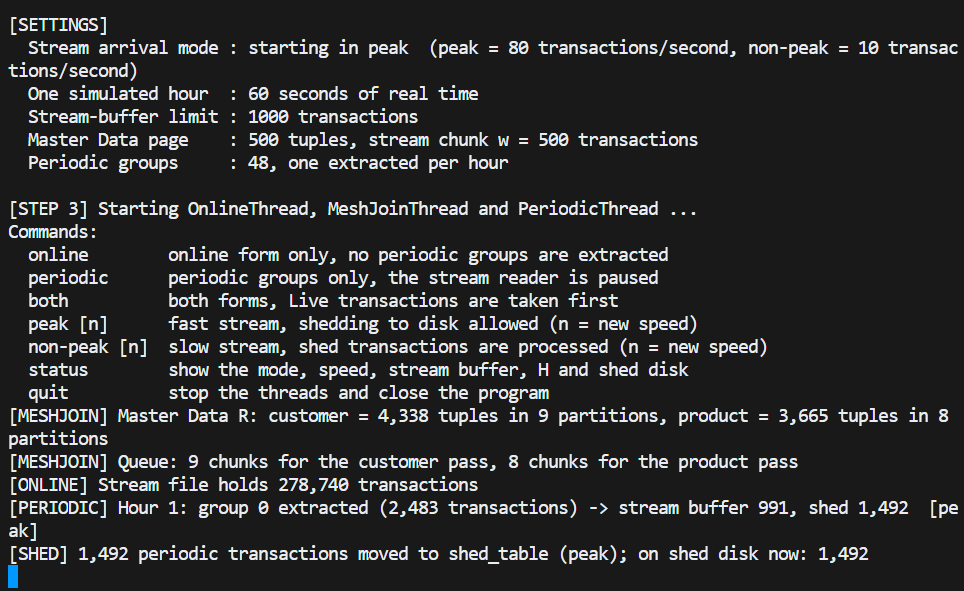 [SETTINGS]
  Stream arrival mode : starting in peak  (peak = 80 transactions/second, non-peak = 10 transac
tions/second)
  One simulated hour  : 60 seconds of real time
  Stream-buffer limit : 1000 transactions
  Master Data page    : 500 tuples, stream chunk w = 500 transactions
  Periodic groups     : 48, one extracted per hour

[STEP 3] Starting OnlineThread, MeshJoinThread and PeriodicThread ...
Commands:
  online       online form only, no periodic groups are extracted
  periodic     periodic groups only, the stream reader is paused
  both         both forms, Live transactions are taken first
  peak [n]     fast stream, shedding to disk allowed (n = new speed)
  non-peak [n]  slow stream, shed transactions are processed (n = new speed)
  status       show the mode, speed, stream buffer, H and shed disk
  quit         stop the threads and close the program
[MESHJOIN] Master Data R: customer = 4,338 tuples in 9 partitions, product = 3,665 tuples in 8
partitions
[MESHJOIN] Queue: 9 chunks for the customer pass, 8 chunks for the product pass
[ONLINE] Stream file holds 278,740 transactions
[PERIODIC] Hour 1: group 0 extracted (2,483 transactions) -> stream buffer 991, shed 1,492  [pe
ak]
[SHED] 1,492 periodic transactions moved to shed_table (peak); on shed disk now: 1,492